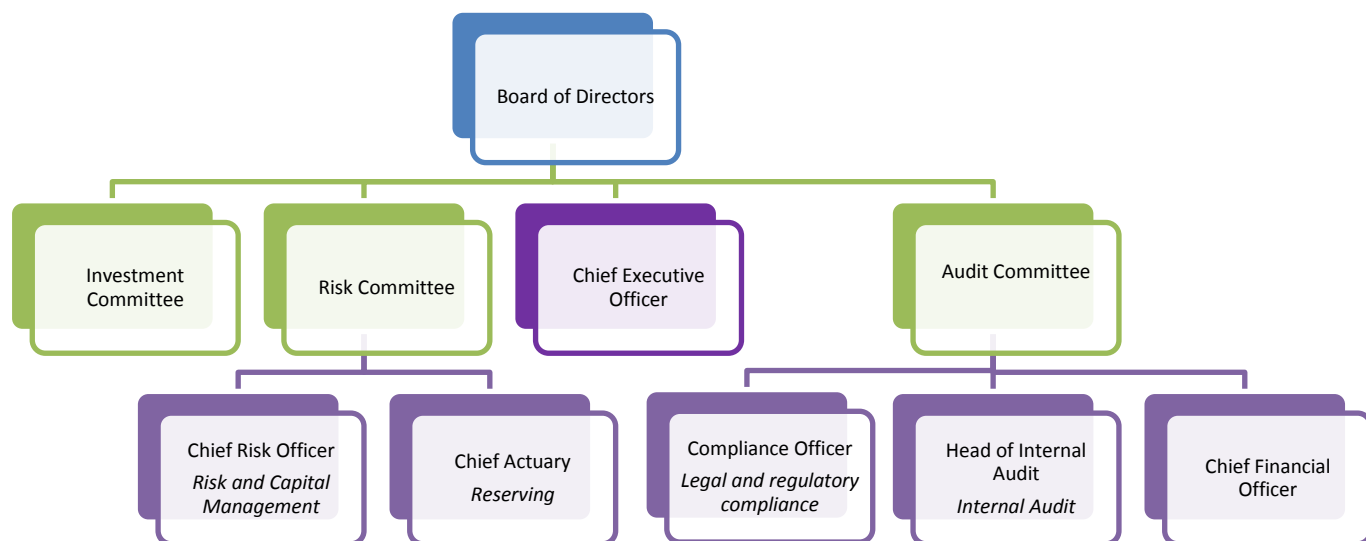 Board of Directors
Investment
Committee
Risk Committee
Chief Executive
Officer
Audit Committee
Chief Risk Officer
Risk and Capital
Management
Chief Actuary
Reserving
Compliance Officer
Legal and regulatory
compliance
Head of Internal
Audit
Internal Audit
Chief Financial
Officer